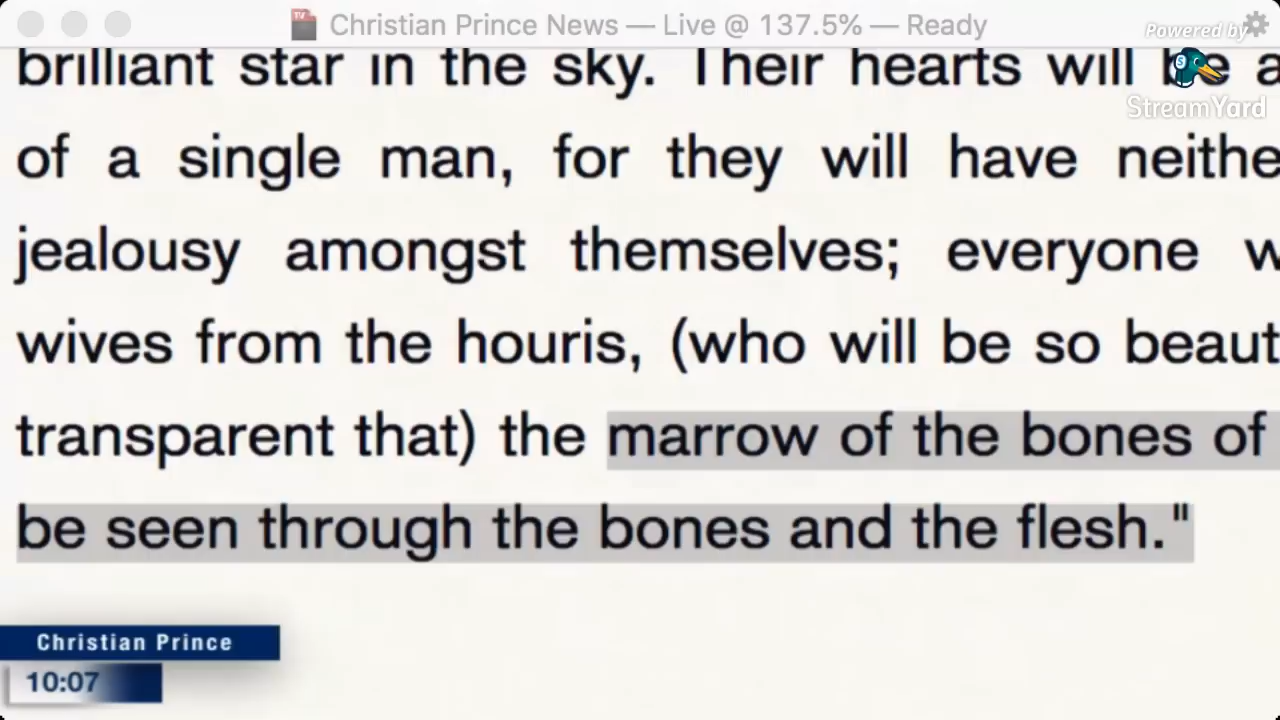 Christian Prince News — Live @ 137.5% — Ready
Powered by
StreamYard
brilliant star in the sky. Their hearts will be a
of a single man, for they will have neithe
jealousy amongst themselves; everyone w
wives from the houris, (who will be so beaut
transparent that) the marrow of the bones of
be seen through the bones and the flesh."
Christian Prince
10:07